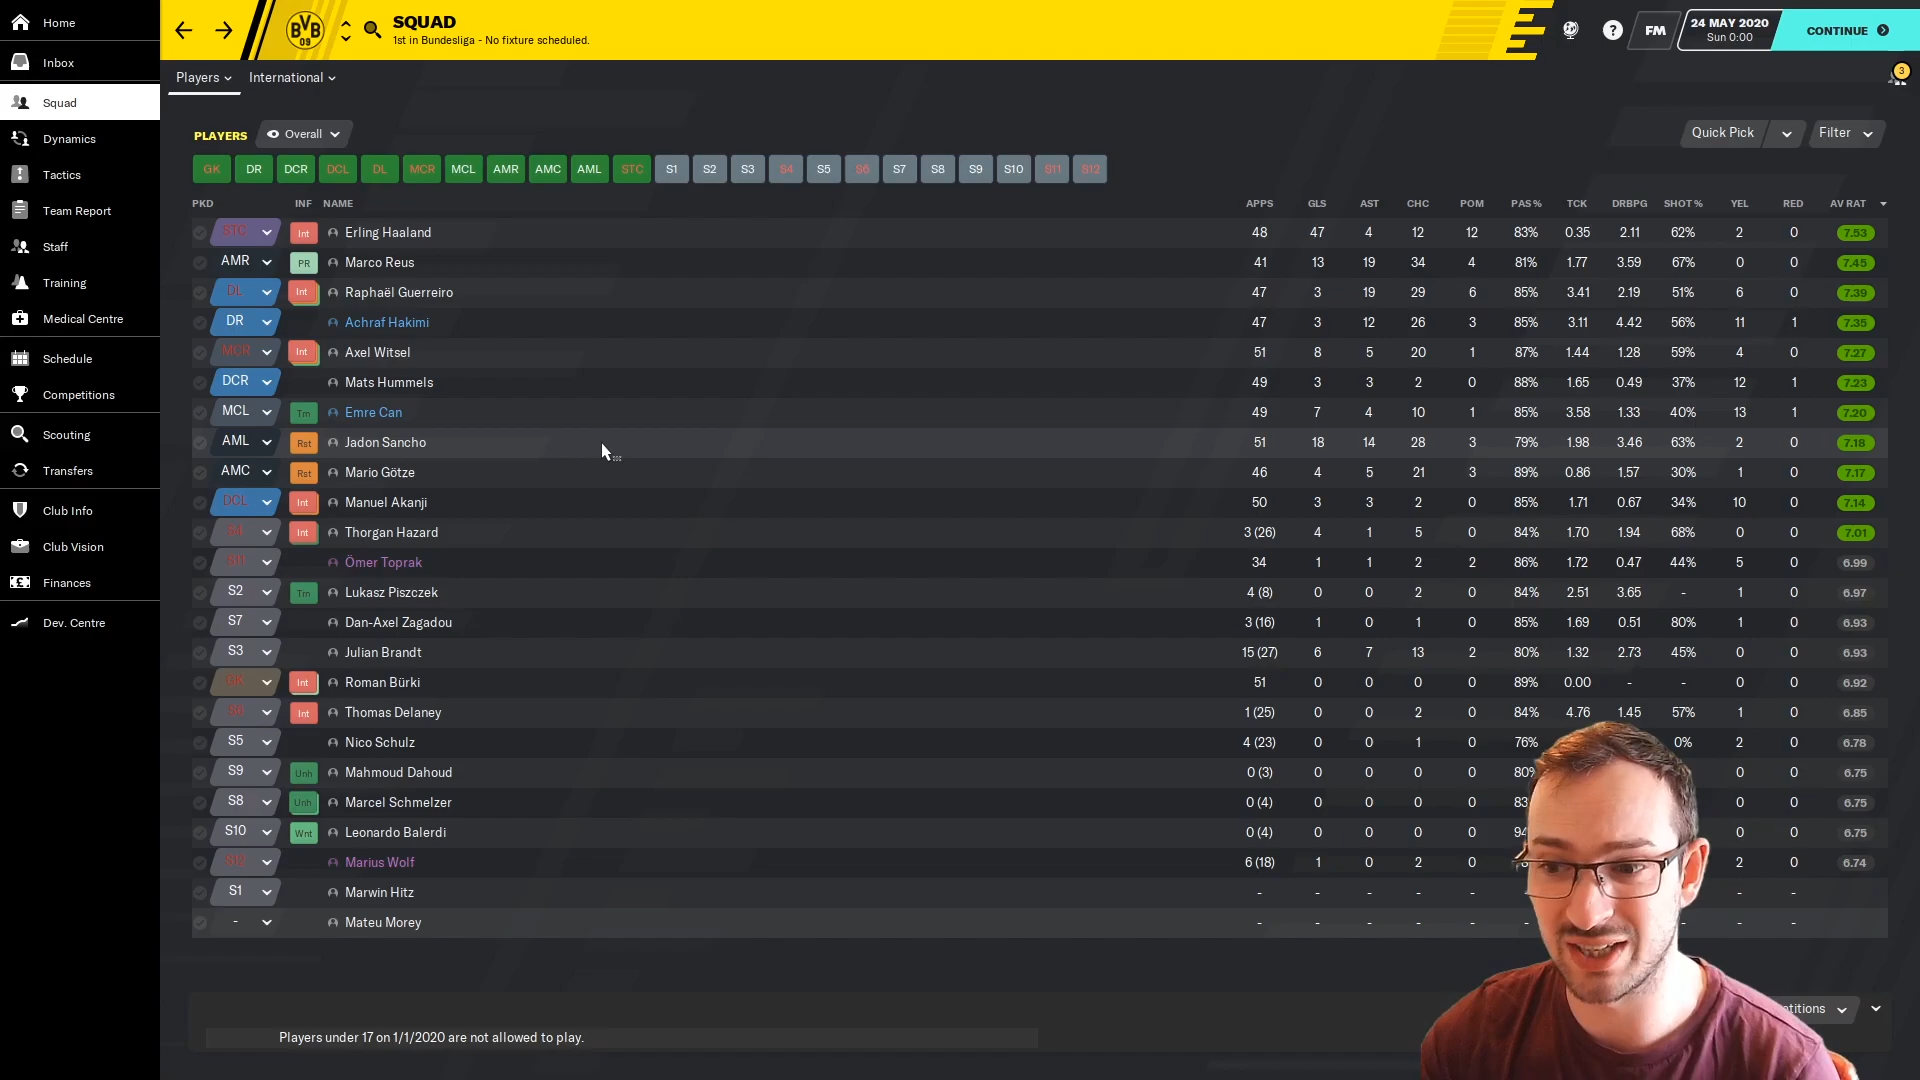 Home
Inbox
Squad
Dynamics
Tactics
Team Report
Staff
Training
Medical Centre
Schedule
Competitions
Scouting
Transfers
Club Info
Club Vision
Finances
Dev. Centre
BVB 09
SQUAD
1st in Bundesliga - No fixture scheduled.
FM
24 MAY 2020
Sun 0:00
CONTINUE
3
Players International
PLAYERS Overall Quick Pick Filter
GK DR DCR DCL DL MCR MCL AMR AMC AML STC S1 S2 S3 S4 S5 S6 S7 S8 S9 S10 S11 S12
PKD INF NAME APPS GLS AST CHC POM PAS % TCK DRBPG SHOT % YEL RED AV RAT
STC Int Erling Haaland 48 47 4 12 12 83% 0.35 2.11 62% 2 0 7.53
AMR PR Marco Reus 41 13 19 34 4 81% 1.77 3.59 67% 0 0 7.45
DL Int Raphaël Guerreiro 47 3 19 29 6 85% 3.41 2.19 51% 6 0 7.39
DR Achraf Hakimi 47 3 12 26 3 85% 3.11 4.42 56% 11 1 7.35
MCR Int Axel Witsel 51 8 5 20 1 87% 1.44 1.28 59% 4 0 7.27
DCR Mats Hummels 49 3 3 2 0 88% 1.65 0.49 37% 12 1 7.23
MCL Trn Emre Can 49 7 4 10 1 85% 3.58 1.33 40% 13 1 7.20
AML Rst Jadon Sancho 51 18 14 28 3 79% 1.98 3.46 63% 2 0 7.18
AMC Rst Mario Götze 46 4 5 21 3 89% 0.86 1.57 30% 1 0 7.17
DCL Int Manuel Akanji 50 3 3 2 0 85% 1.71 0.67 34% 10 0 7.14
S4 Int Thorgan Hazard 3 (26) 4 1 5 0 84% 1.70 1.94 68% 0 0 7.01
S11 Ömer Toprak 34 1 1 2 2 86% 1.72 0.47 44% 5 0 6.99
S2 Trn Lukasz Piszczek 4 (8) 0 0 2 0 84% 2.51 3.65 - 1 0 6.97
S7 Dan-Axel Zagadou 3 (16) 1 0 1 0 85% 1.69 0.51 80% 1 0 6.93
S3 Julian Brandt 15 (27) 6 7 13 2 80% 1.32 2.73 45% 0 0 6.93
GK Int Roman Bürki 51 0 0 0 0 89% 0.00 - - 0 0 6.92
S6 Int Thomas Delaney 1 (25) 0 0 2 0 84% 4.76 1.45 57% 1 0 6.85
S5 Nico Schulz 4 (23) 0 0 1 0 76% 0% 2 0 6.78
S9 Unh Mahmoud Dahoud 0 (3) 0 0 0 0 80% 0 0 6.75
S8 Unh Marcel Schmelzer 0 (4) 0 0 0 0 83 0 0 6.75
S10 Wnt Leonardo Balerdi 0 (4) 0 0 0 0 94 0 0 6.75
S12 Marius Wolf 6 (18) 1 0 2 0 2 0 6.74
S1 Marwin Hitz - - - - - - - - -
- Mateu Morey - - - - - - - - -
Players under 17 on 1/1/2020 are not allowed to play.